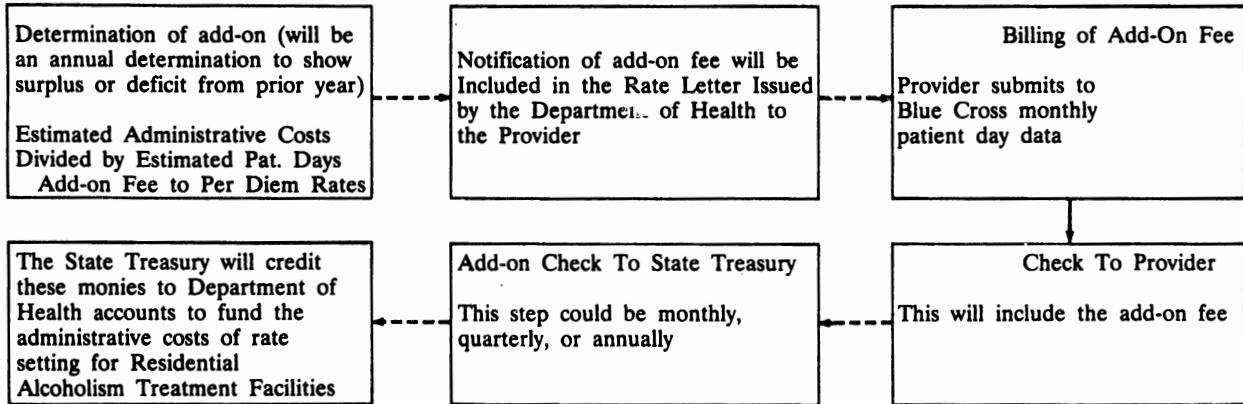 Determination of add-on (will be
an annual determination to show
surplus or deficit from prior year)
Estimated Administrative Costs
Divided by Estimated Pat. Days
Add-on Fee to Per Diem Rates
Notification of add-on fee will be
Included in the Rate Letter Issued
by the of Health to
the Provider
Billing of Add-On Fee
Provider submits to
Blue Cross monthly
patient day data
Check To Provider
This will include the add-on fee
Add-on Check To State Treasury
This step could be monthly,
quarterly, or annually
The State Treasury will credit
these monies to Department of
Health accounts to fund the
administrative costs of rate
setting for Residential
Alcoholism Treatment Facilities